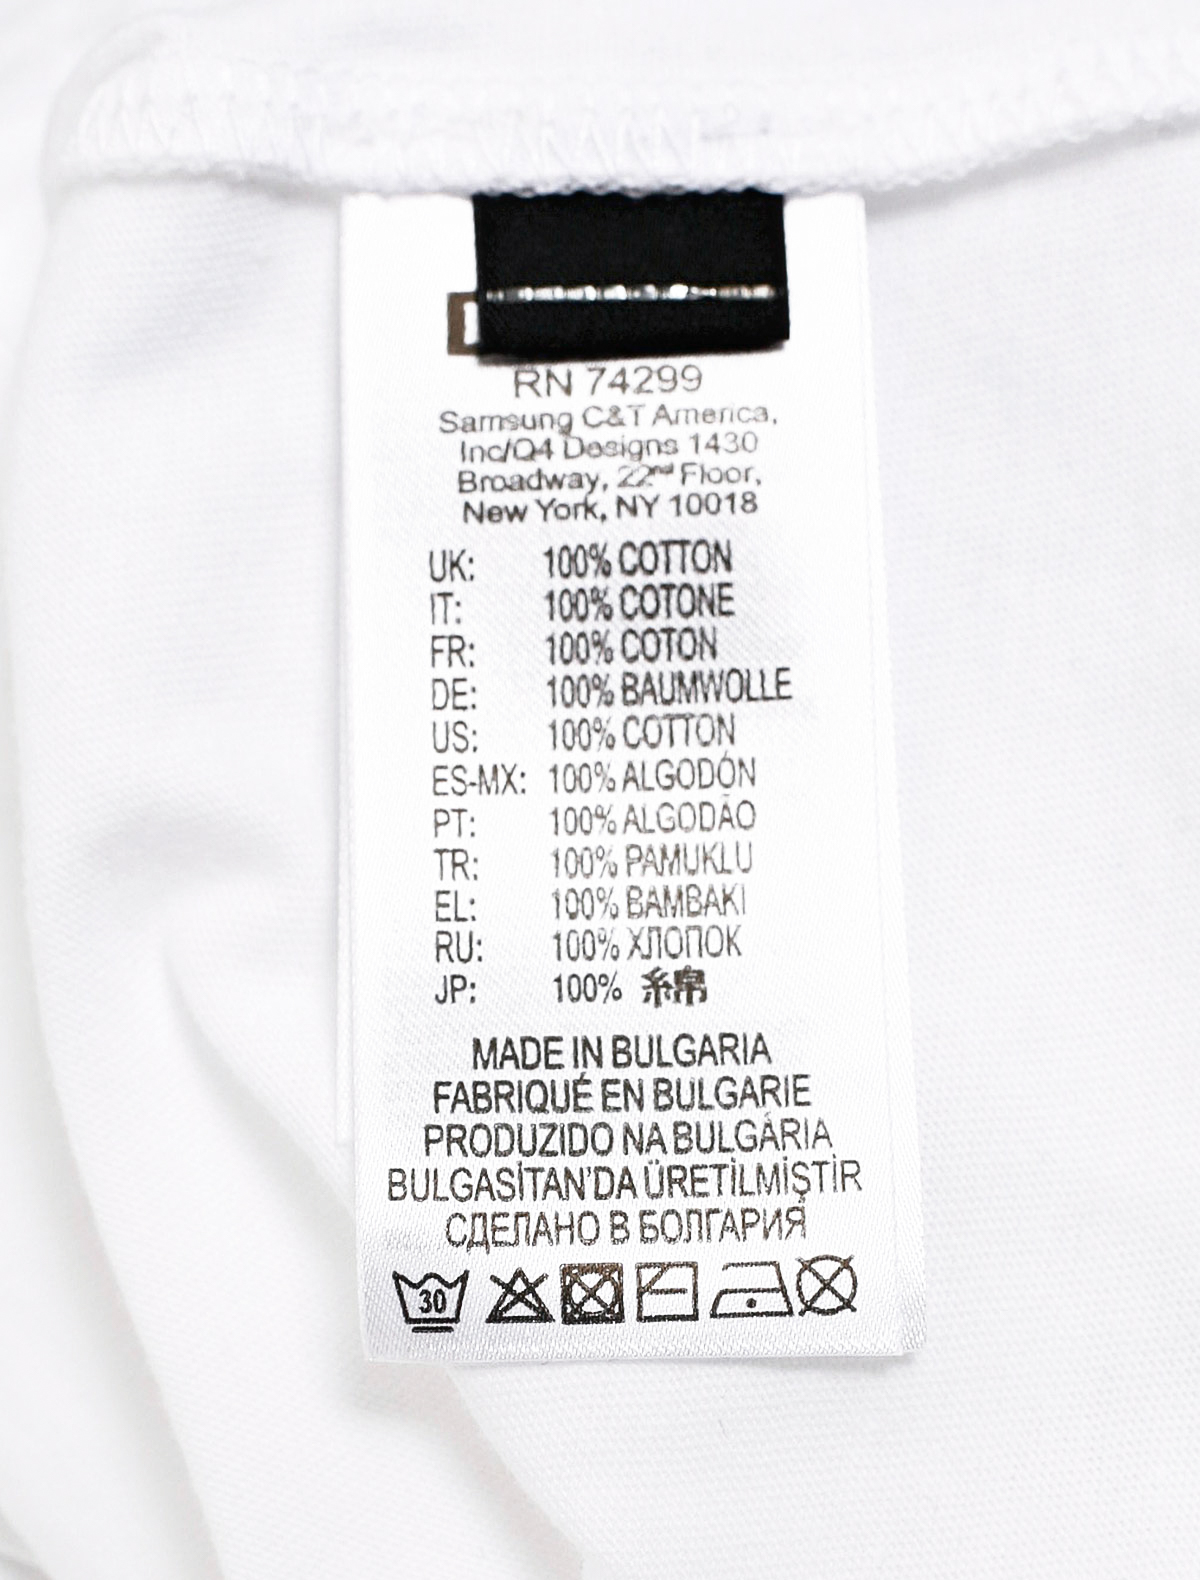 RN 74299
Samsung C&T America,
Inc/Q4 Designs 1430
Broadway, 22nd Floor,
New York, NY 10018
UK: 100% COTTON
IT: 100% COTONE
FR: 100% COTON
DE: 100% BAUMWOLLE
US: 100% COTTON
ES-MX: 100% ALGODÓN
PT: 100% ALGODÃO
TR: 100% PAMUKLU
EL: 100% BAMBAKI
RU: 100% ХЛОПОК
JP: 100% 綿
MADE IN BULGARIA
FABRIQUÉ EN BULGARIE
PRODUZIDO NA BULGÁRIA
BULGASİTAN'DA ÜRETİLMİŞTİR
СДЕЛАНО В БОЛГАРИЯ
30